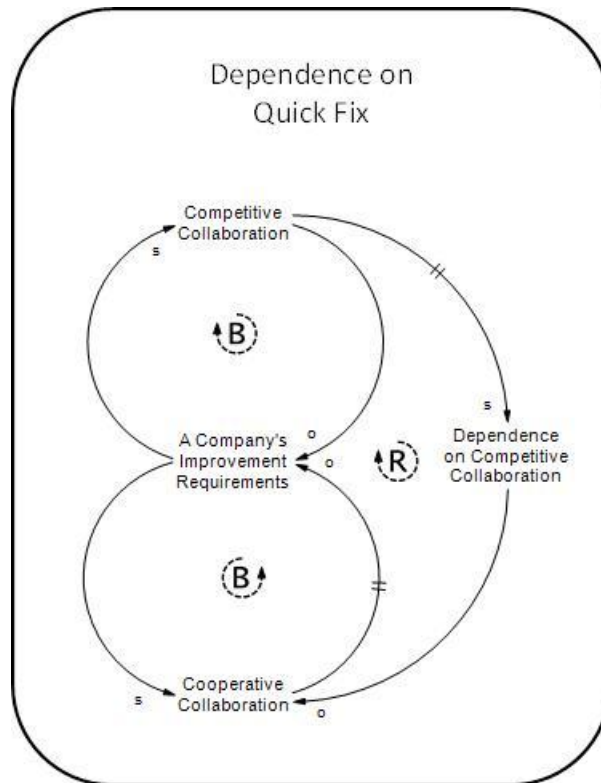 Dependence on
Quick Fix
Competitive
Collaboration
s
B
s
o
A Company's
Improvement
Requirements
o
R
Dependence
on Competitive
Collaboration
B
s
Cooperative
Collaboration
o